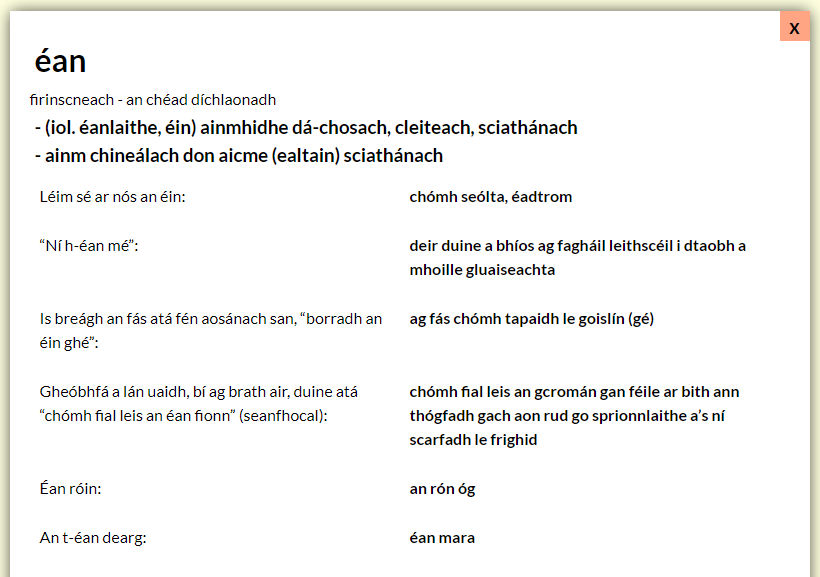 X
éan
firinscneach - an chéad díchlaonadh
- (iol. éanlaithe, éin) ainmhidhe dá-chosach, cleiteach, sciathánach
- ainm chineálach don aicme (ealtain) sciathánach
Léim sé ar nós an éin:
chómh seólta, éadtrom
“Ní h-éan mé”:
deir duine a bhíos ag fagháil leithscéil i dtaobh a
mhoille gluaiseachta
Is breágh an fás atá fén aosánach san, “borradh an
éin ghé”:
ag fás chómh tapaidh le goislín (gé)
Gheóbhfá a lán uaidh, bí ag brath air, duine atá
“chómh fial leis an éan fionn” (seanfhocal):
chómh fial leis an gcromán gan féile ar bith ann
thógfadh gach aon rud go sprionnlaithe a’s ní
scarfadh le frighid
Éan róin:
an rón óg
An t-éan dearg:
éan mara